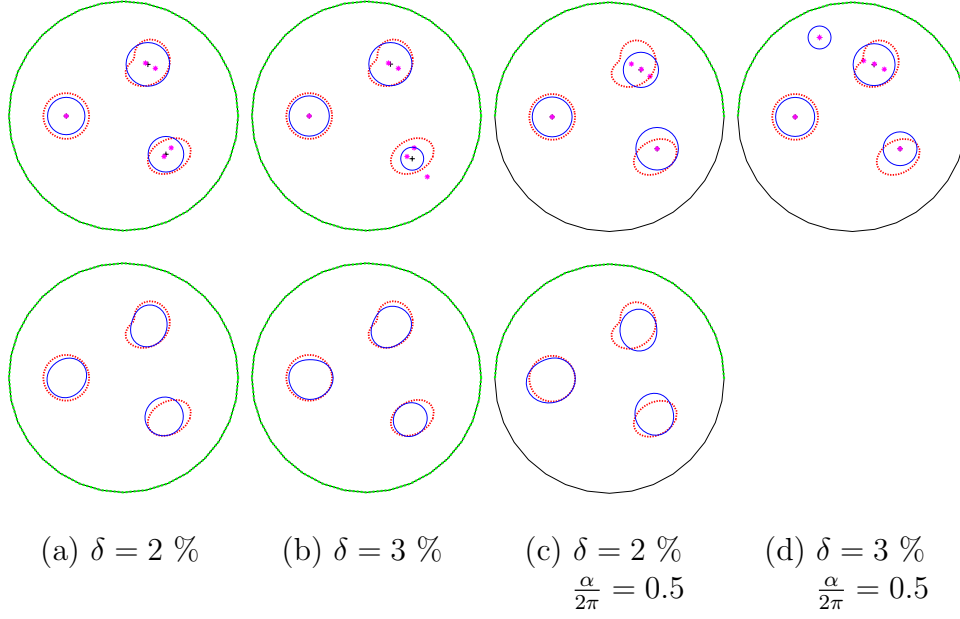 (a) δ = 2 % (b) δ = 3 % (c) δ = 2 % (d) δ = 3 %
α/2π = 0.5 α/2π = 0.5